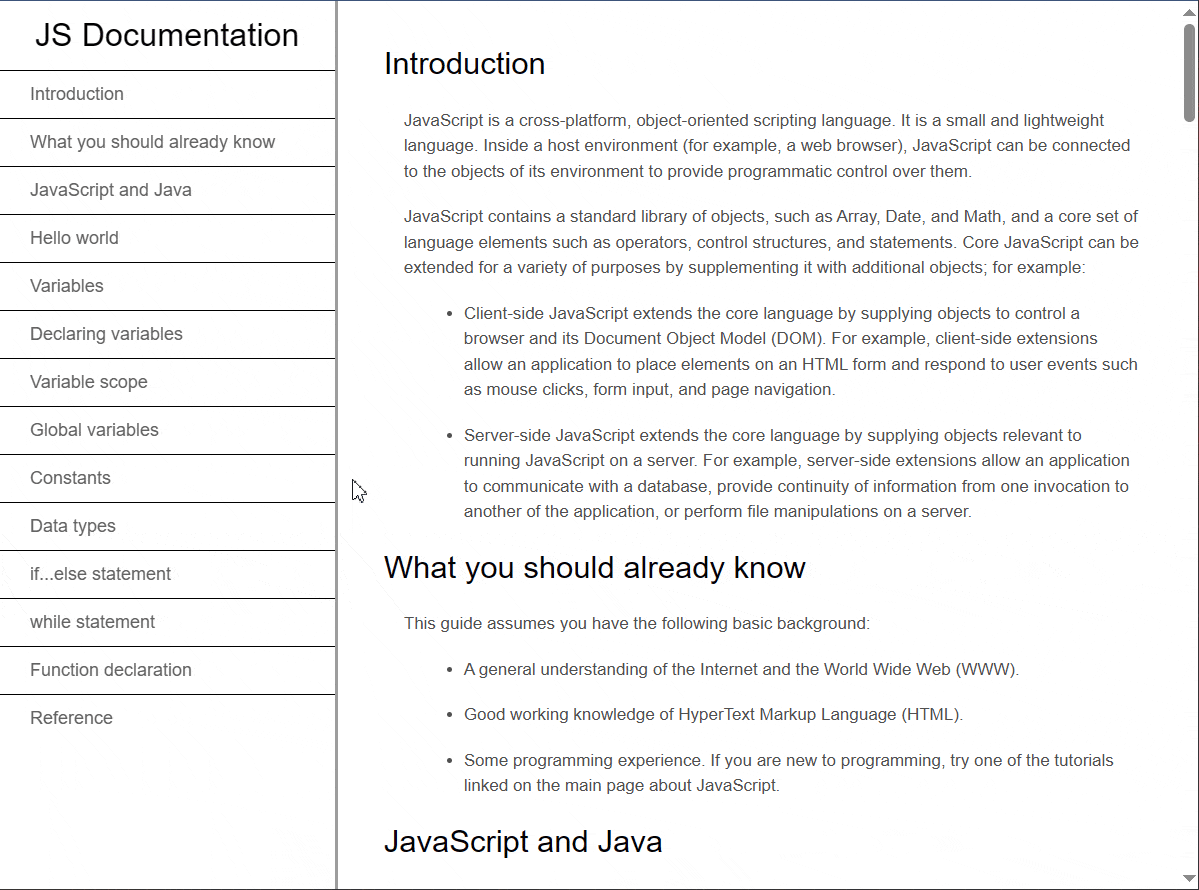 JS Documentation
Introduction
What you should already know
JavaScript and Java
Hello world
Variables
Declaring variables
Variable scope
Global variables
Constants
Data types
if...else statement
while statement
Function declaration
Reference
Introduction
JavaScript is a cross-platform, object-oriented scripting language. It is a small and lightweight
language. Inside a host environment (for example, a web browser), JavaScript can be connected
to the objects of its environment to provide programmatic control over them.
JavaScript contains a standard library of objects, such as Array, Date, and Math, and a core set of
language elements such as operators, control structures, and statements. Core JavaScript can be
extended for a variety of purposes by supplementing it with additional objects; for example:
• Client-side JavaScript extends the core language by supplying objects to control a
browser and its Document Object Model (DOM). For example, client-side extensions
allow an application to place elements on an HTML form and respond to user events such
as mouse clicks, form input, and page navigation.
• Server-side JavaScript extends the core language by supplying objects relevant to
running JavaScript on a server. For example, server-side extensions allow an application
to communicate with a database, provide continuity of information from one invocation to
another of the application, or perform file manipulations on a server.
What you should already know
This guide assumes you have the following basic background:
• A general understanding of the Internet and the World Wide Web (WWW).
• Good working knowledge of HyperText Markup Language (HTML).
• Some programming experience. If you are new to programming, try one of the tutorials
linked on the main page about JavaScript.
JavaScript and Java